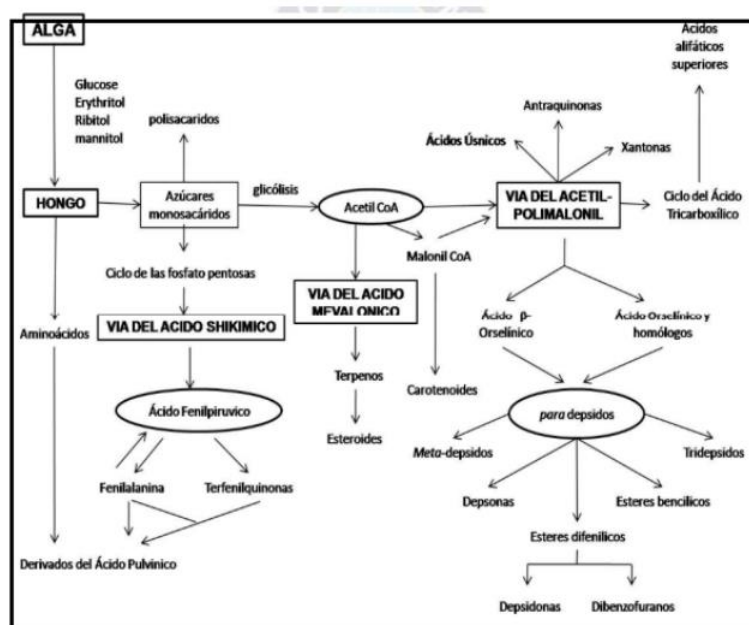 ALGA
Glucose
Erythritol
Ribitol
mannitol
polisacaridos
HONGO
Azúcares
monosacáridos
glicólisis
Acetil CoA
Malonil CoA
Ácidos Úsnicos
Antraquinonas
Xantonas
VIA DEL ACETIL-
POLIMALONIL
Acidos
alifáticos
superiores
Ciclo del Ácido
Tricarboxílico
Ciclo de las fosfato pentosas
VIA DEL ACIDO
MEVALONICO
Aminoácidos
VIA DEL ACIDO SHIKIMICO
Ácido β-
Orselínico
Ácido Orselínico y
homólogos
Terpenos
Carotenoides
Ácido Fenilpiruvico
Esteroides
para depsidos
Meta-depsidos
Tridepsidos
Fenilalanina
Terfenilquinonas
Depsonas
Esteres bencilicos
Esteres difenilicos
Derivados del Ácido Pulvinico
Depsidonas
Dibenzofuranos